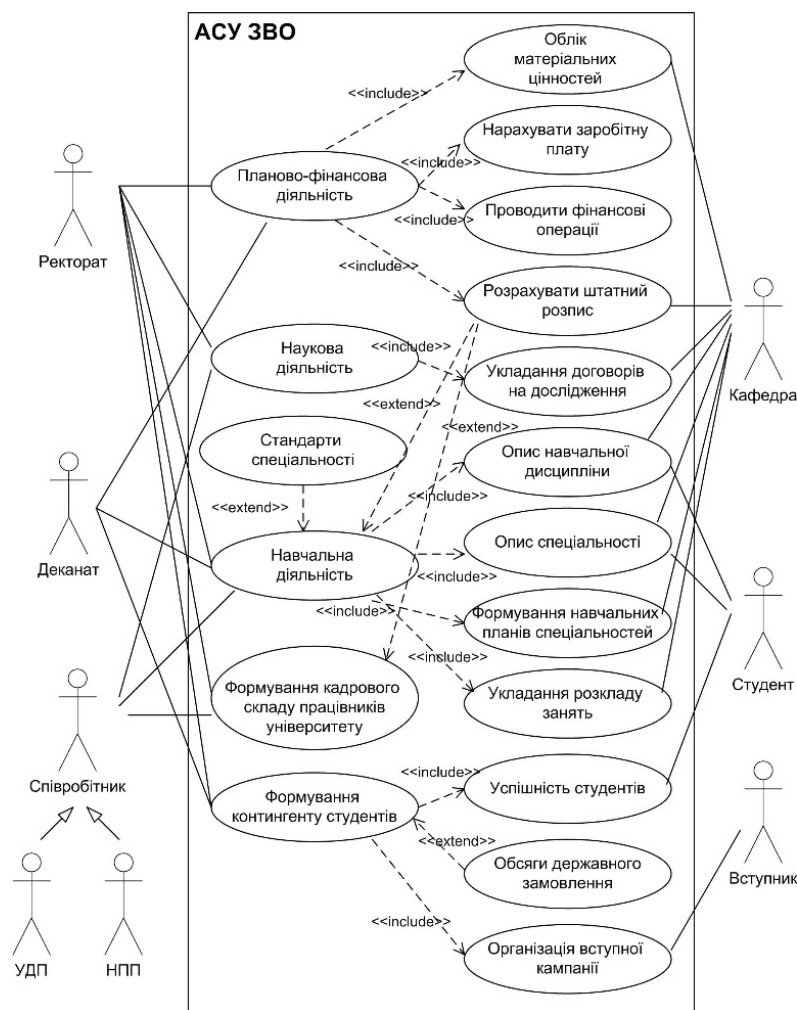 АСУ ЗВО
Облік
матеріальних
цінностей
<<include>>
Нарахувати заробітну
плату
<<include>>
Планово-фінансова
діяльність
Проводити фінансові
операції
<<include>>
Ректорат
<<include>>
Розрахувати штатний
розпис
Наукова
діяльність
<<include>>
Укладання договорів
на дослідження
Кафедра
<<extend>>
<<extend>>
Стандарти
спеціальності
Опис навчальної
дисципліни
<<include>>
<<extend>>
Деканат
Навчальна
діяльність
Опис спеціальності
<<include>>
<<include>>
Формування навчальних
планів спеціальностей
<<include>>
Формування кадрового
складу працівників
університету
Укладання розкладу
занять
Студент
Співробітник
<<include>>
Формування
контингенту студентів
Успішність студентів
<<extend>>
Обсяги державного
замовлення
Вступник
<<include>>
Організація вступної
кампанії
УДП
НПП